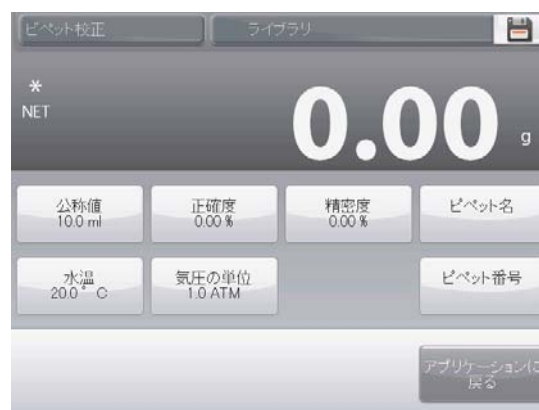 ピペット校正 ライブラリ
*
NET
0.00 g
公称値 正確度 精密度 ピペット名
10.0 ml 0.00 % 0.00 %
水温 気圧の単位 ピペット番号
20.0° C 1.0 ATM
アプリケーションに
戻る